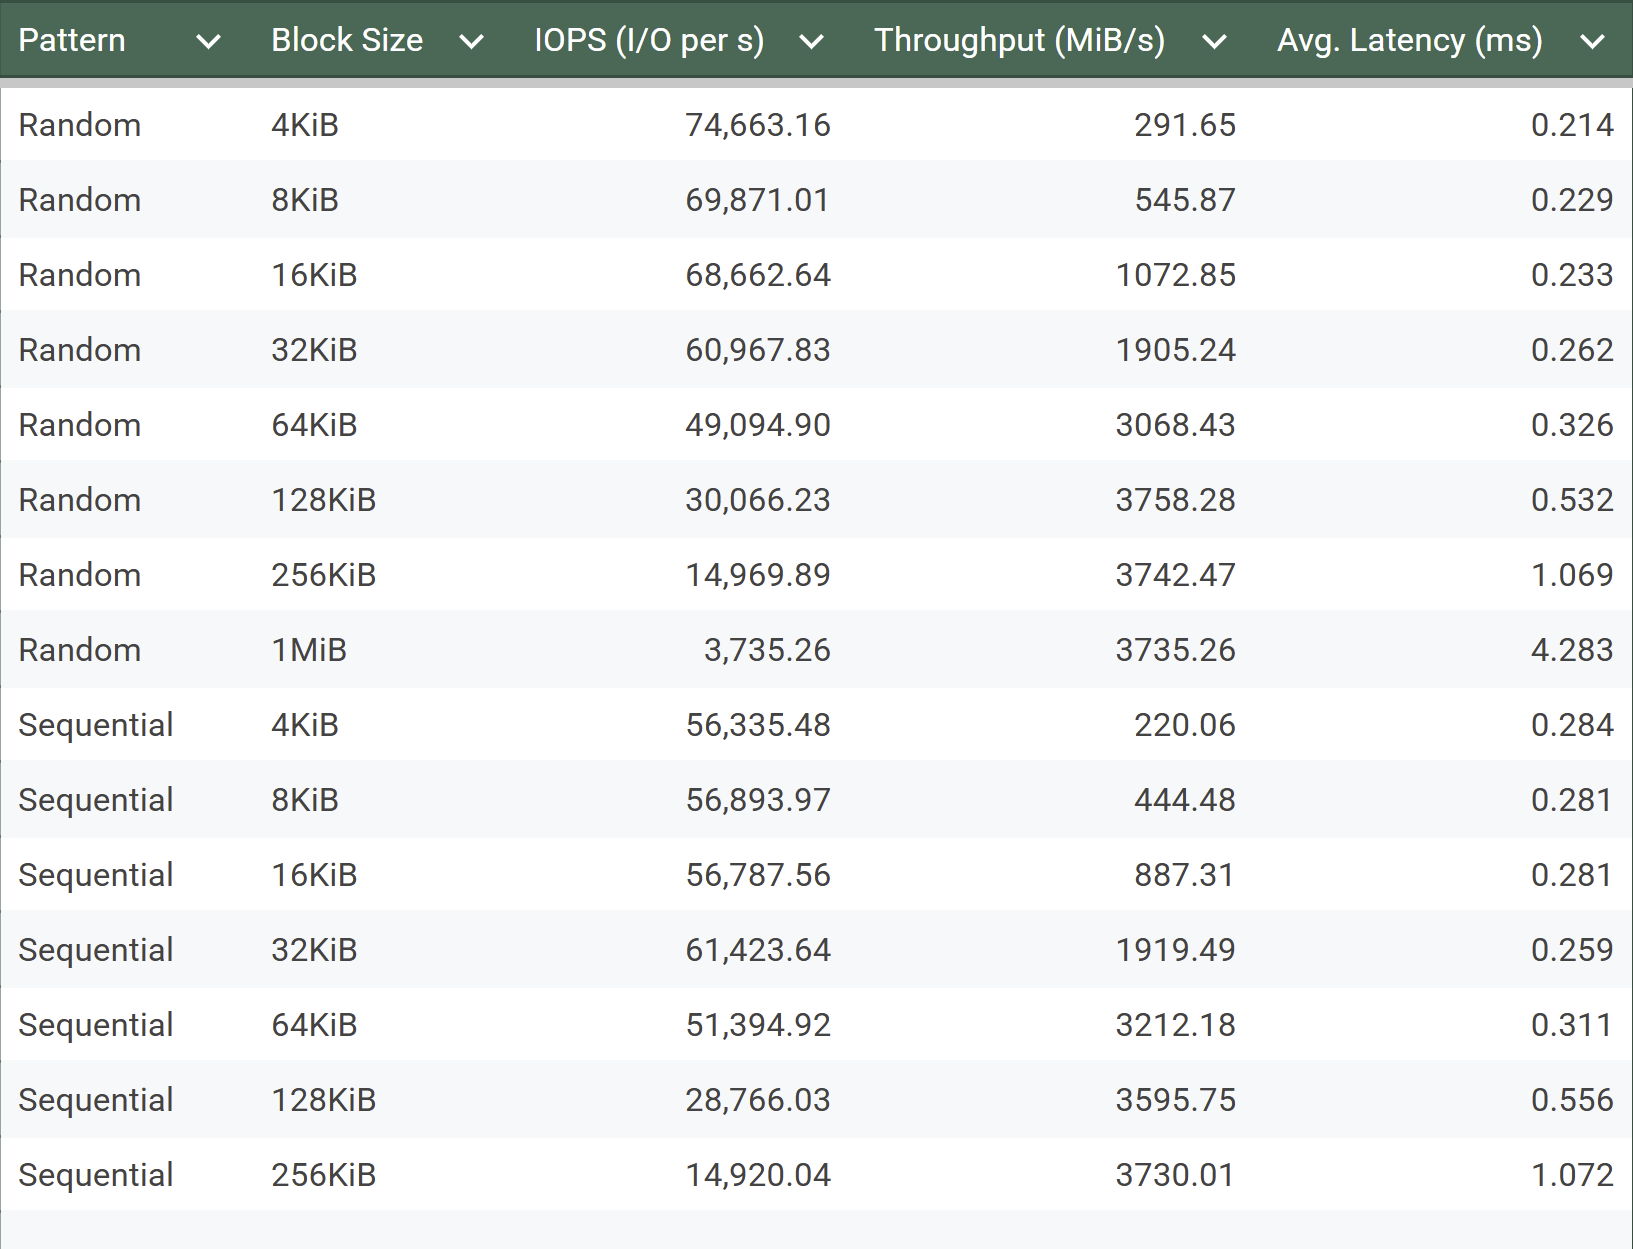 Pattern Block Size IOPS (I/O per s) Throughput (MiB/s) Avg. Latency (ms)
Random 4KiB 74,663.16 291.65 0.214
Random 8KiB 69,871.01 545.87 0.229
Random 16KiB 68,662.64 1072.85 0.233
Random 32KiB 60,967.83 1905.24 0.262
Random 64KiB 49,094.90 3068.43 0.326
Random 128KiB 30,066.23 3758.28 0.532
Random 256KiB 14,969.89 3742.47 1.069
Random 1MiB 3,735.26 3735.26 4.283
Sequential 4KiB 56,335.48 220.06 0.284
Sequential 8KiB 56,893.97 444.48 0.281
Sequential 16KiB 56,787.56 887.31 0.281
Sequential 32KiB 61,423.64 1919.49 0.259
Sequential 64KiB 51,394.92 3212.18 0.311
Sequential 128KiB 28,766.03 3595.75 0.556
Sequential 256KiB 14,920.04 3730.01 1.072